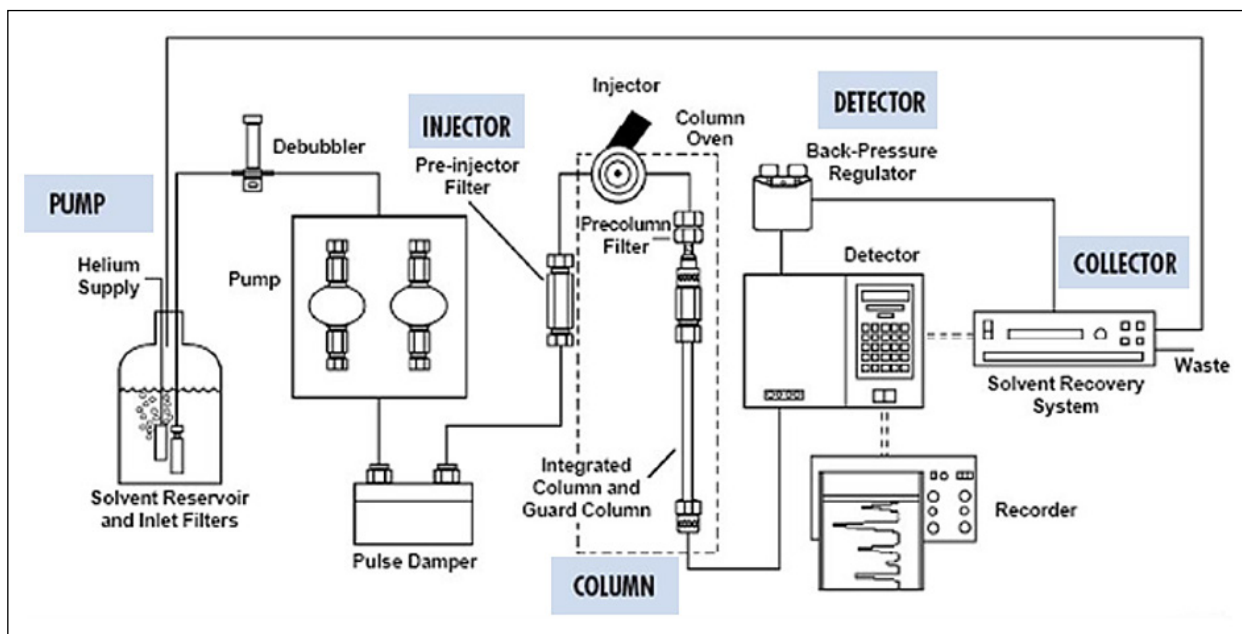 Injector
DETECTOR
INJECTOR
Column
Oven
Debubbler
Back-Pressure
Regulator
Pre-injector
Filter
PUMP
Precolumn
Filter
Detector
COLLECTOR
Helium
Supply
Pump
Waste
Solvent Recovery
System
Integrated
Column and
Guard Column
Solvent Reservoir
and Inlet Filters
Recorder
Pulse Damper
COLUMN